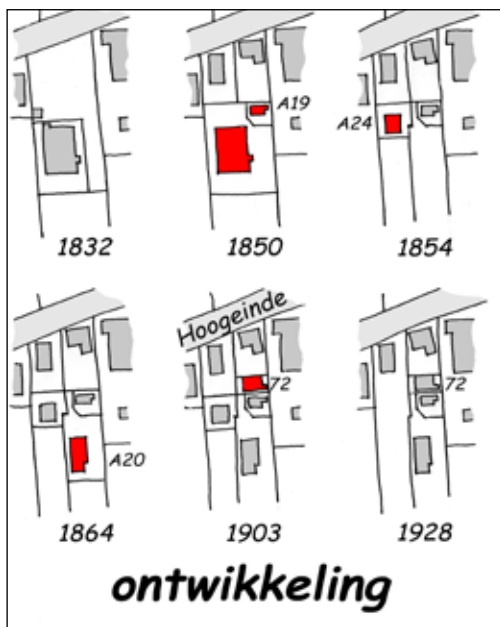 A19
A24
1832 1850 1854
Hoogeinde
72 72
A20
1864 1903 1928
ontwikkeling